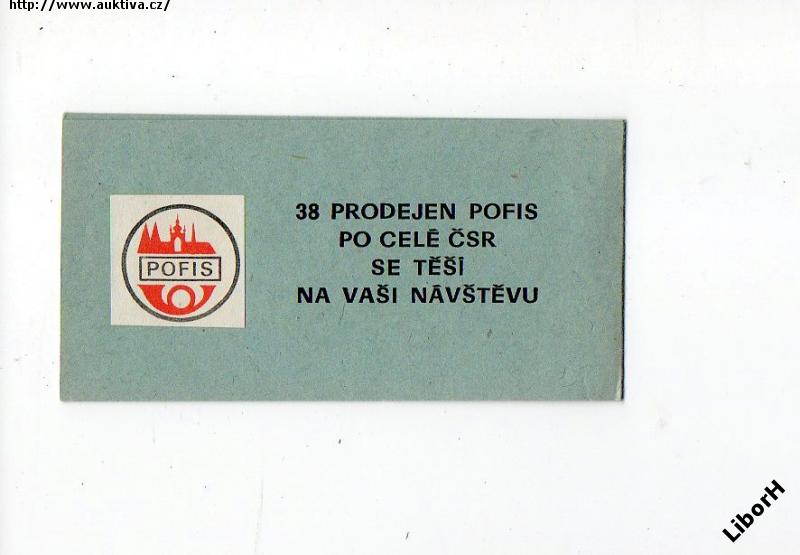 http://www.auktiva.cz/
38 PRODEJEN POFIS
PO CELÉ ČSR
SE TĚŠÍ
NA VAŠI NÁVŠTĚVU
POFIS
LiborH